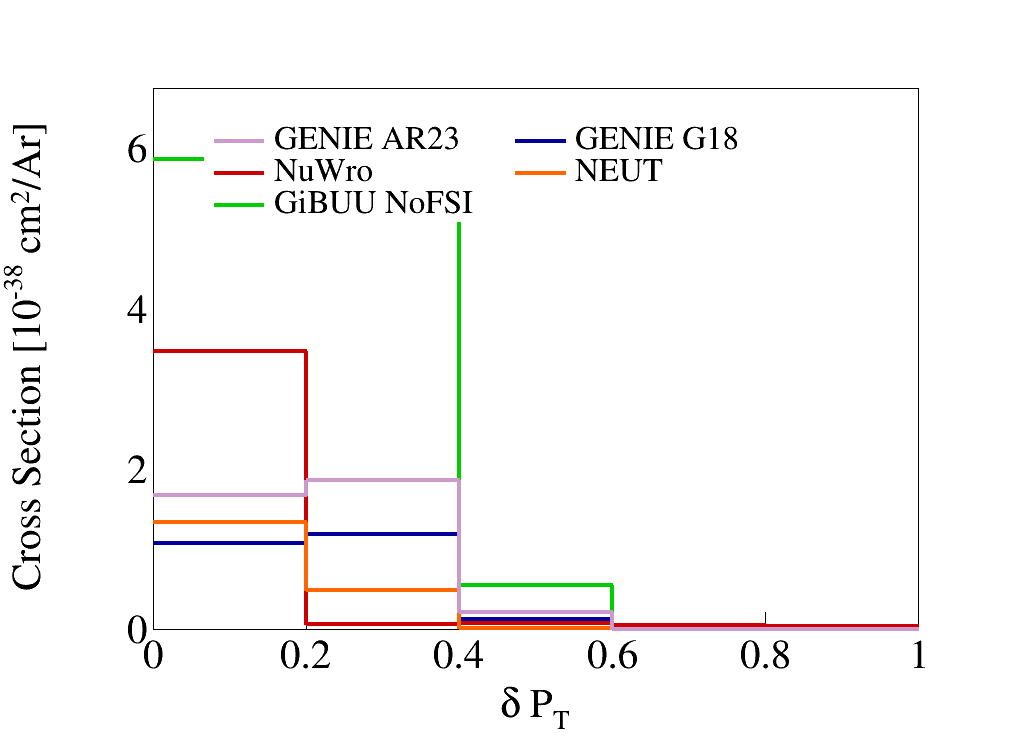 GENIE AR23 GENIE G18
NuWro NEUT
GiBUU NoFSI
Cross Section [10⁻³⁸ cm²/Ar]
6
4
2
0
0 0.2 0.4 0.6 0.8 1
δ P_T